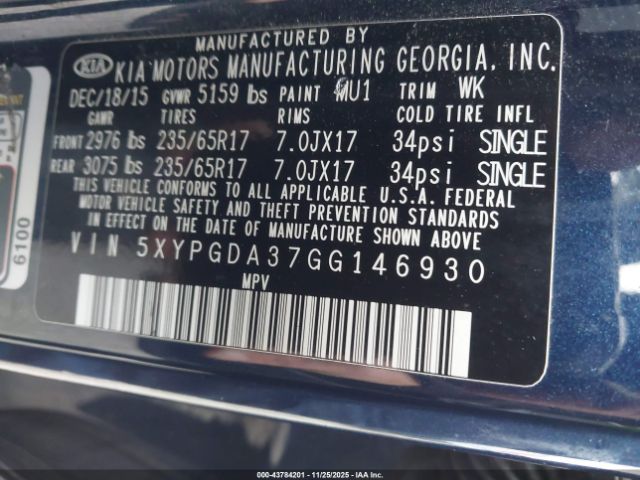 MANUFACTURED BY
KIA KIA MOTORS MANUFACTURING GEORGIA, INC.
DEC/18/15 GVWR 5159 lbs PAINT MU1 TRIM WK
GAWR TIRES RIMS COLD TIRE INFL
FRONT 2976 lbs 235/65R17 7.0JX17 34psi SINGLE
REAR 3075 lbs 235/65R17 7.0JX17 34psi SINGLE
THIS VEHICLE CONFORMS TO ALL APPLICABLE U.S.A. FEDERAL
MOTOR VEHICLE SAFETY AND THEFT PREVENTION STANDARDS
IN EFFECT ON THE DATE OF MANUFACTURE SHOWN ABOVE
VIN 5XYPGDA37GG146930
MPV
6100
000-43784201 - 11/25/2025 - IAA, Inc.